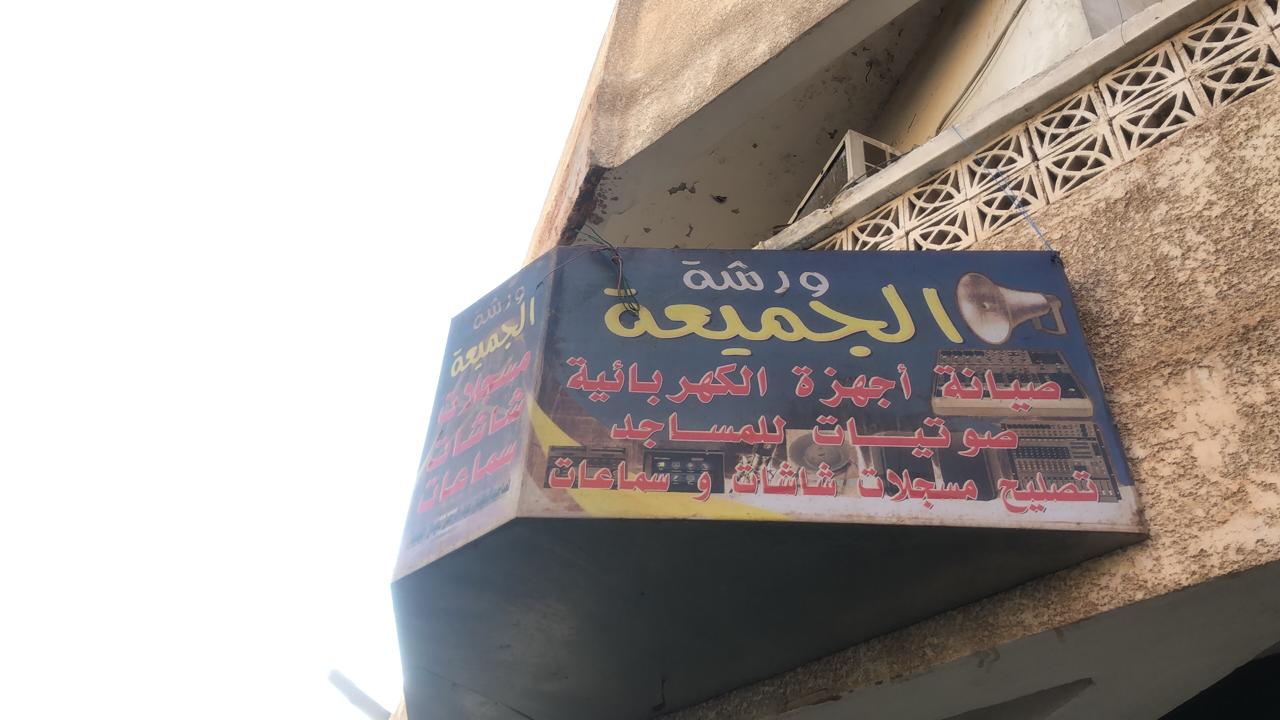 ورشة
الجميعة
صيانة أجهزة الكهربائية
صوتيات للمساجد
تصليح مسجلات شاشات و سماعات
ورشة
الجميعة
مسجلات
شاشات
سماعات